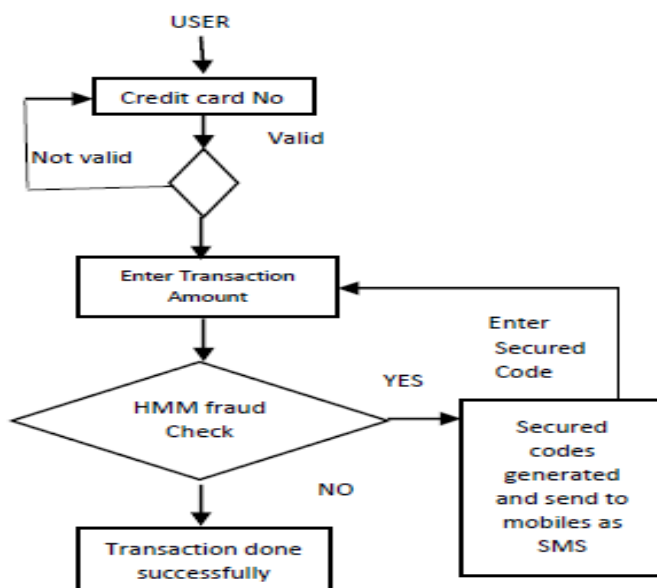 USER
Credit card No
Valid
Not valid
Enter Transaction
Amount
Enter
Secured
Code
YES
HMM fraud
Check
Secured
codes
generated
and send to
mobiles as
SMS
NO
Transaction done
successfully